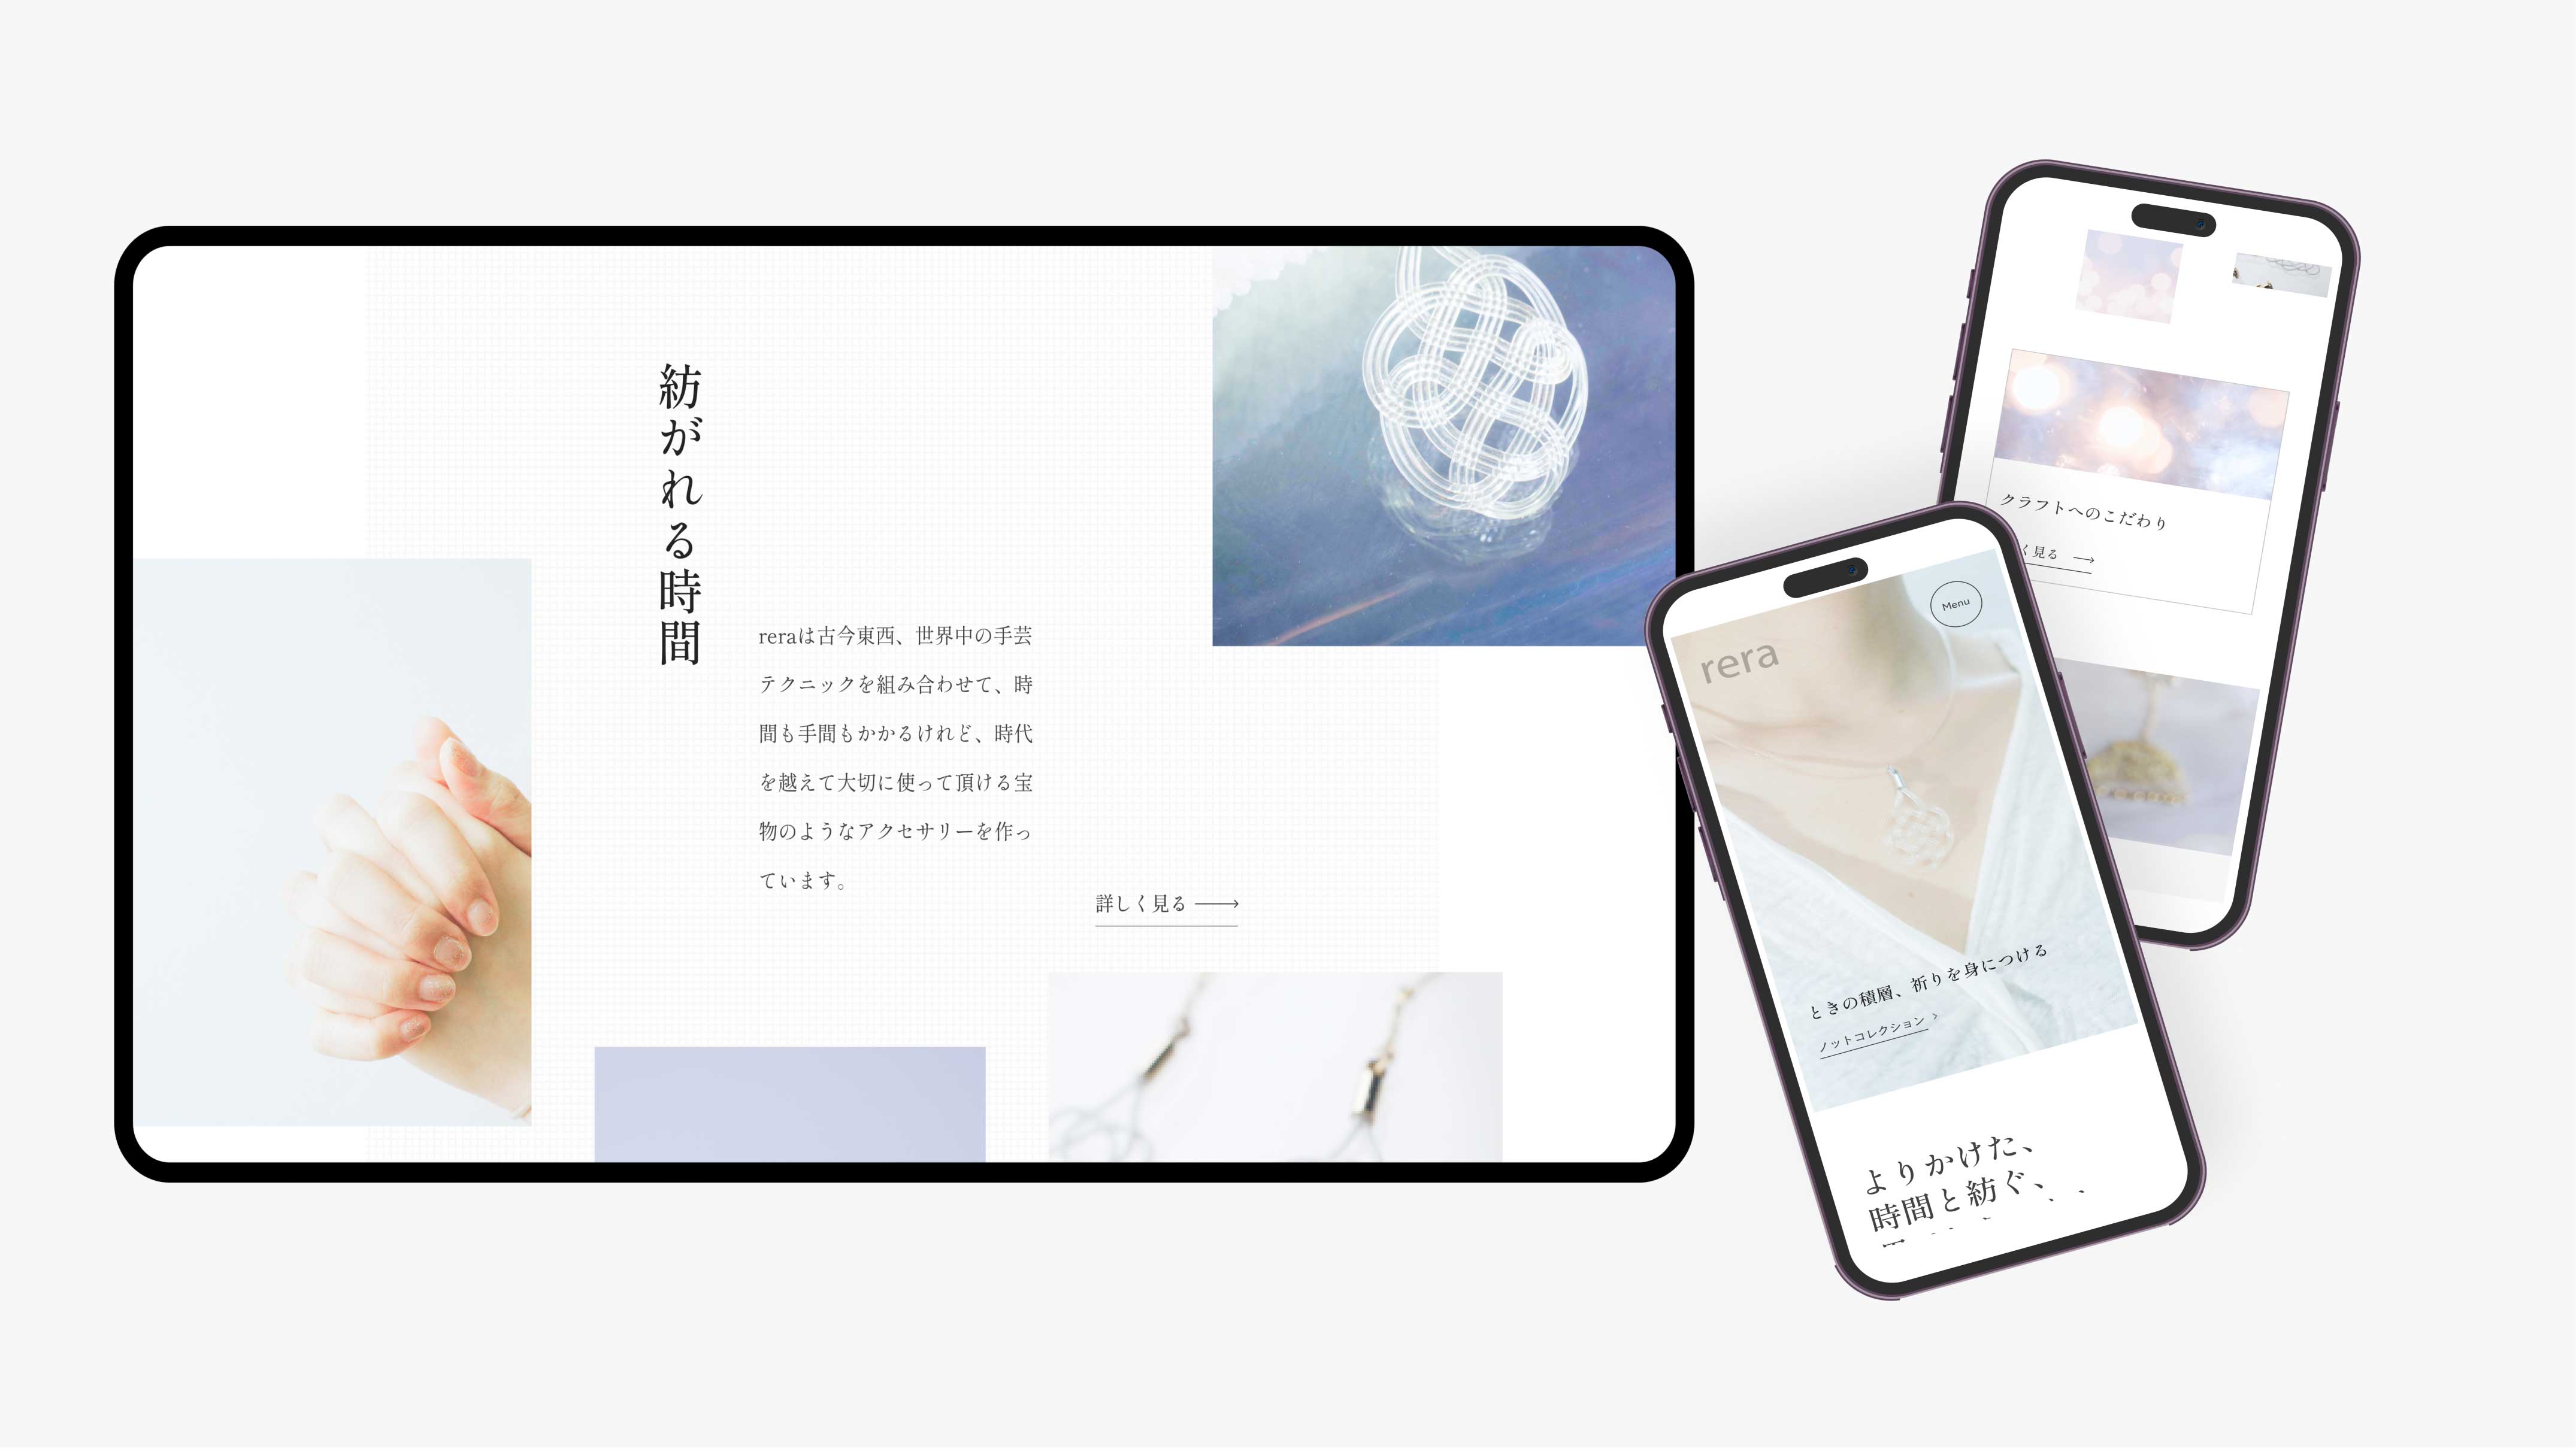 紡がれる時間
reraは古今東西、世界中の手芸
テクニックを組み合わせて、時
間も手間もかかるけれど、時代
を越えて大切に使って頂ける宝
物のようなアクセサリーを作っ
ています。
詳しく見る
クラフトへのこだわり
く見る
Menu
rera
ときの積層、祈りを身につける
ノットコレクション
よりかけた、
時間と紡ぐ、